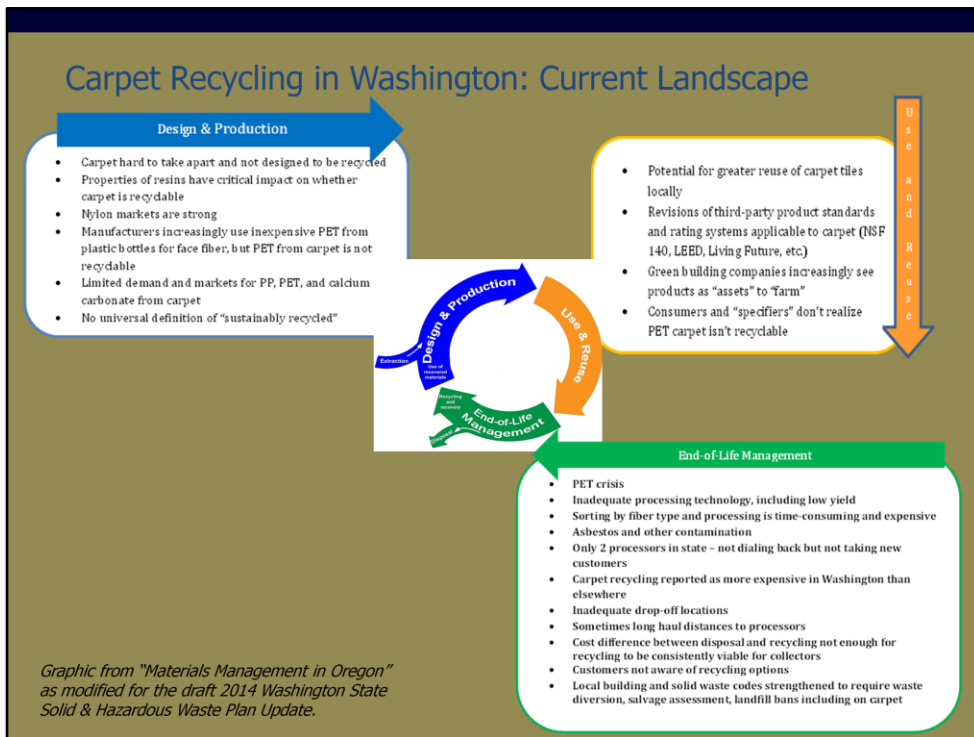 Carpet Recycling in Washington: Current Landscape
Design & Production
• Carpet hard to take apart and not designed to be recycled
• Properties of resins have critical impact on whether
carpet is recyclable
• Nylon markets are strong
• Manufacturers increasingly use inexpensive PET from
plastic bottles for face fiber, but PET from carpet is not
recyclable
• Limited demand and markets for PP, PET, and calcium
carbonate from carpet
• No universal definition of “sustainably recycled”
Use and Reuse
• Potential for greater reuse of carpet tiles
locally
• Revisions of third-party product standards
and rating systems applicable to carpet (NSF
140, LEED, Living Future, etc.)
• Green building companies increasingly see
products as “assets” to “farm”
• Consumers and “specifiers” don’t realize
PET carpet isn’t recyclable
Design & Production
Extraction
Use of
recovered
materials
Use & Reuse
Recycling
and
recovery
End-of-Life
Management
Disposal
End-of-Life Management
• PET crisis
• Inadequate processing technology, including low yield
• Sorting by fiber type and processing is time-consuming and expensive
• Asbestos and other contamination
• Only 2 processors in state – not dialing back but not taking new
customers
• Carpet recycling reported as more expensive in Washington than
elsewhere
• Inadequate drop-off locations
• Sometimes long haul distances to processors
• Cost difference between disposal and recycling not enough for
recycling to be consistently viable for collectors
• Customers not aware of recycling options
• Local building and solid waste codes strengthened to require waste
diversion, salvage assessment, landfill bans including on carpet
Graphic from “Materials Management in Oregon”
as modified for the draft 2014 Washington State
Solid & Hazardous Waste Plan Update.